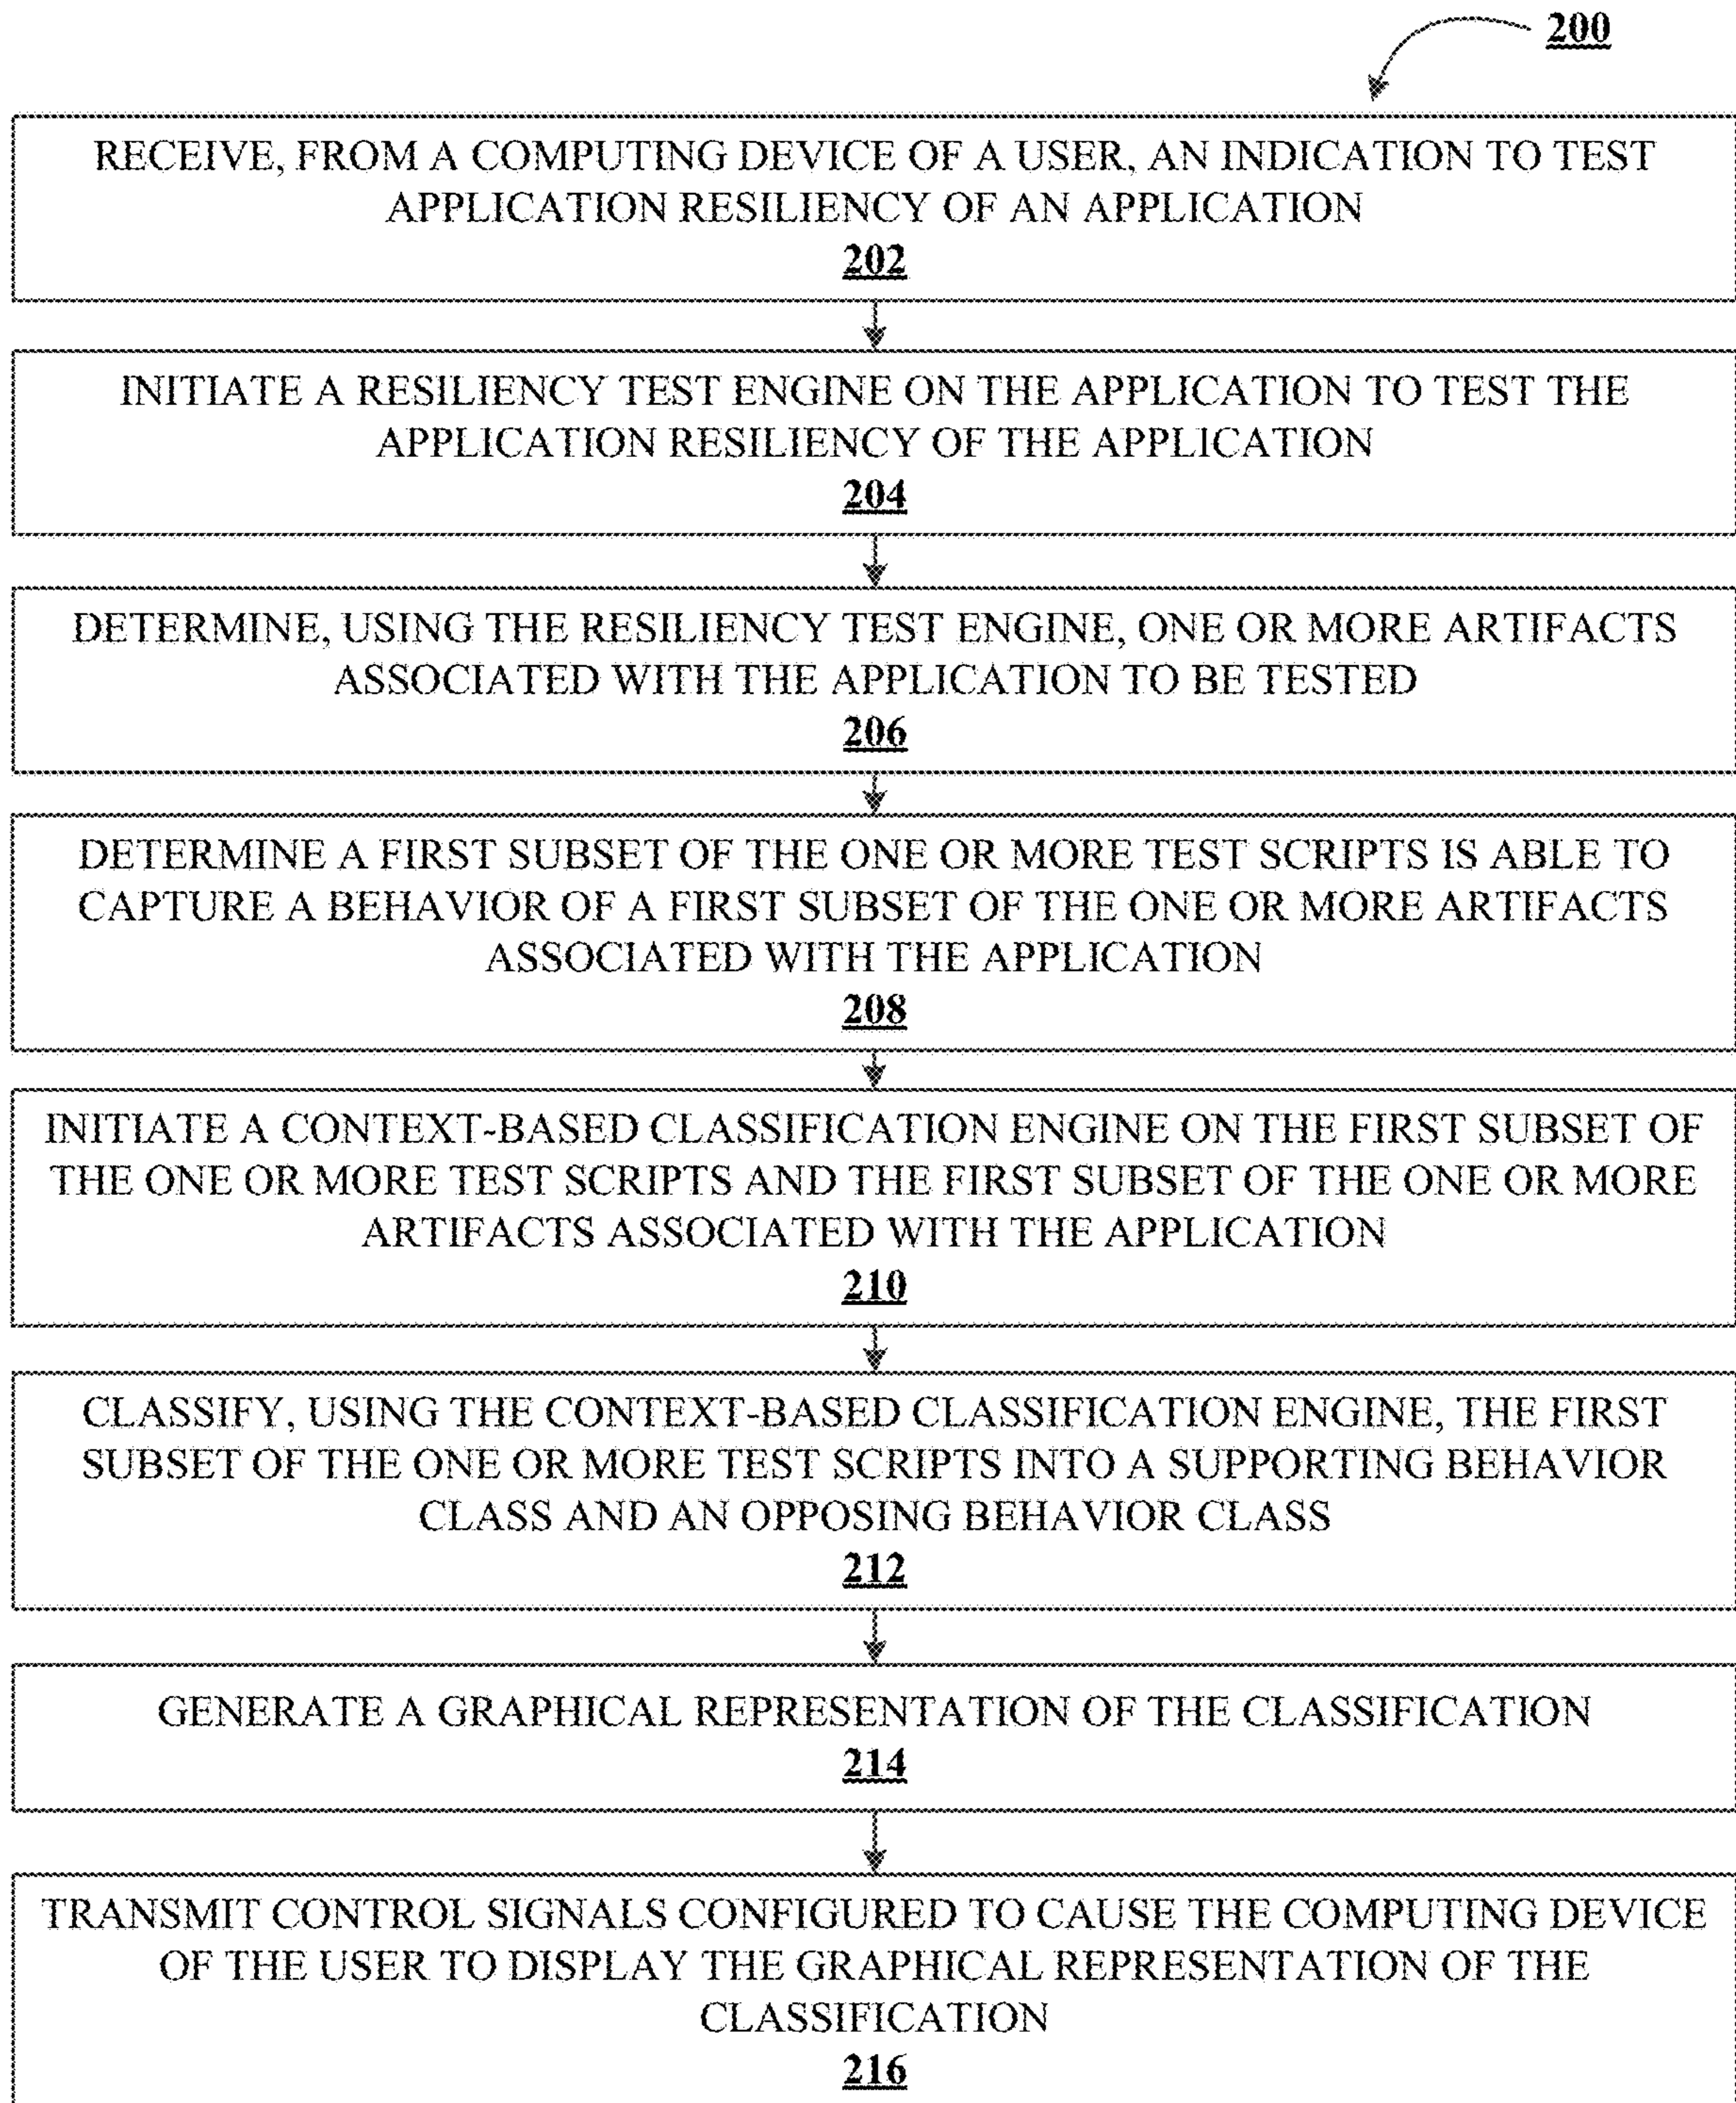 200
RECEIVE, FROM A COMPUTING DEVICE OF A USER, AN INDICATION TO TEST
APPLICATION RESILIENCY OF AN APPLICATION
202
INITIATE A RESILIENCY TEST ENGINE ON THE APPLICATION TO TEST THE
APPLICATION RESILIENCY OF THE APPLICATION
204
DETERMINE, USING THE RESILIENCY TEST ENGINE, ONE OR MORE ARTIFACTS
ASSOCIATED WITH THE APPLICATION TO BE TESTED
206
DETERMINE A FIRST SUBSET OF THE ONE OR MORE TEST SCRIPTS IS ABLE TO
CAPTURE A BEHAVIOR OF A FIRST SUBSET OF THE ONE OR MORE ARTIFACTS
ASSOCIATED WITH THE APPLICATION
208
INITIATE A CONTEXT-BASED CLASSIFICATION ENGINE ON THE FIRST SUBSET OF
THE ONE OR MORE TEST SCRIPTS AND THE FIRST SUBSET OF THE ONE OR MORE
ARTIFACTS ASSOCIATED WITH THE APPLICATION
210
CLASSIFY, USING THE CONTEXT-BASED CLASSIFICATION ENGINE, THE FIRST
SUBSET OF THE ONE OR MORE TEST SCRIPTS INTO A SUPPORTING BEHAVIOR
CLASS AND AN OPPOSING BEHAVIOR CLASS
212
GENERATE A GRAPHICAL REPRESENTATION OF THE CLASSIFICATION
214
TRANSMIT CONTROL SIGNALS CONFIGURED TO CAUSE THE COMPUTING DEVICE
OF THE USER TO DISPLAY THE GRAPHICAL REPRESENTATION OF THE
CLASSIFICATION
216